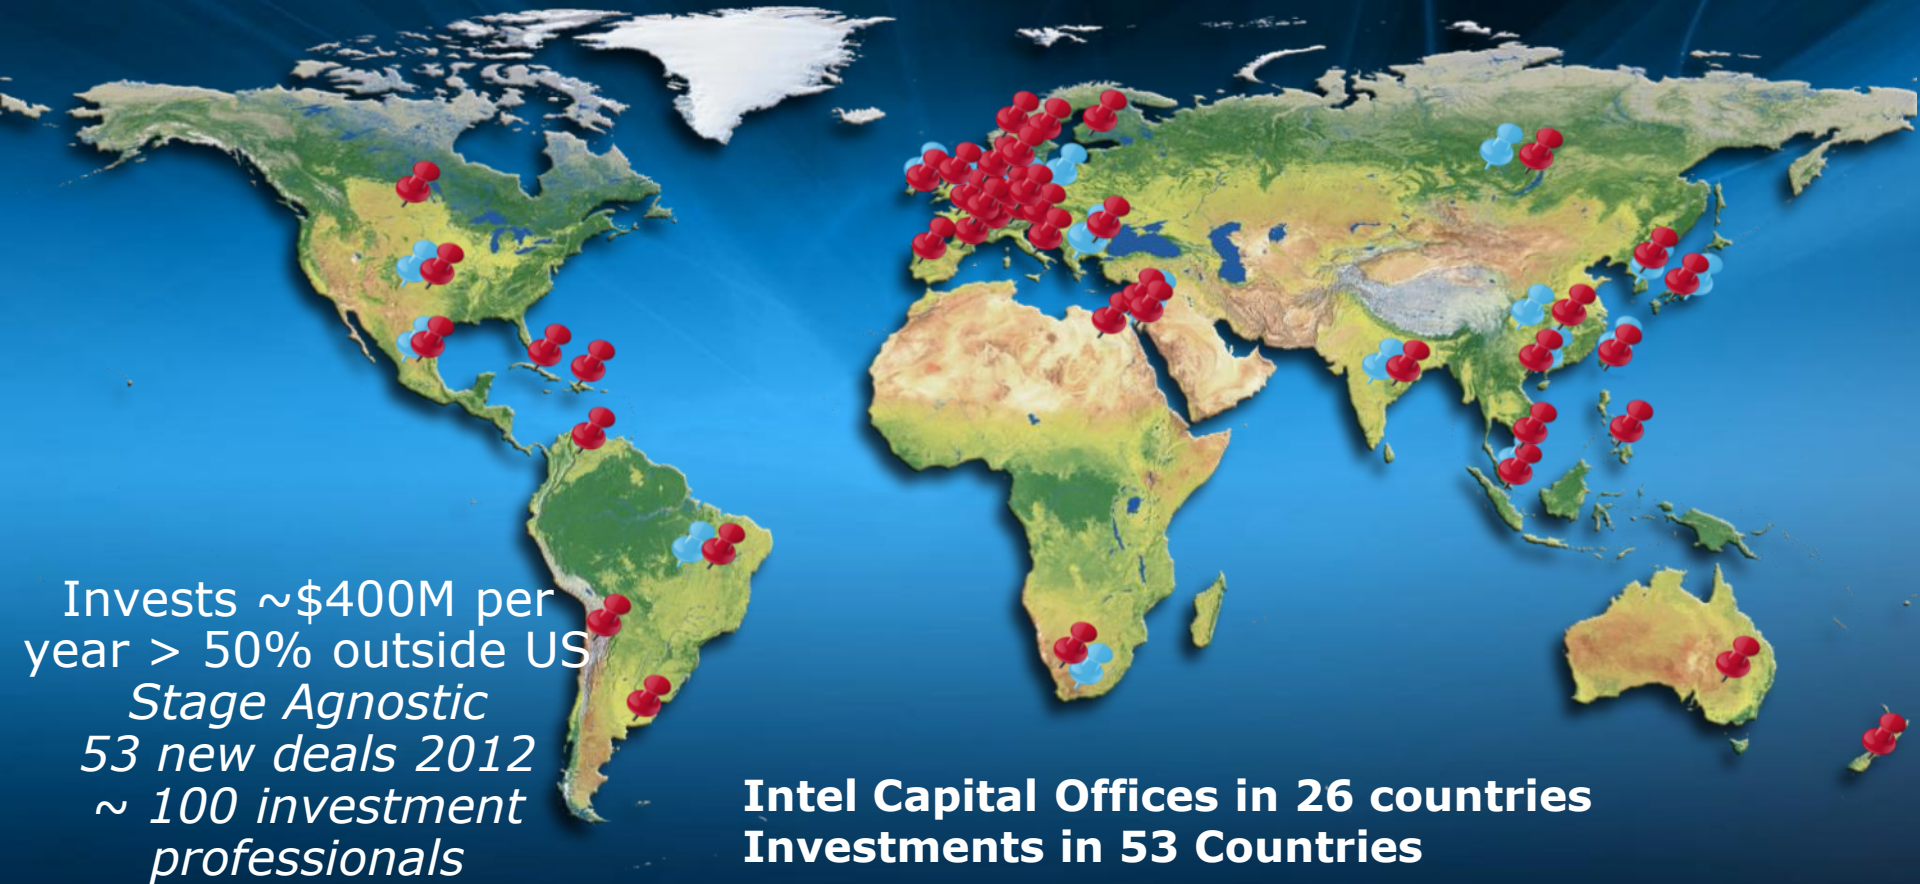 Invests ~$400M per
year > 50% outside US
Stage Agnostic
53 new deals 2012
~ 100 investment
professionals
Intel Capital Offices in 26 countries
Investments in 53 Countries